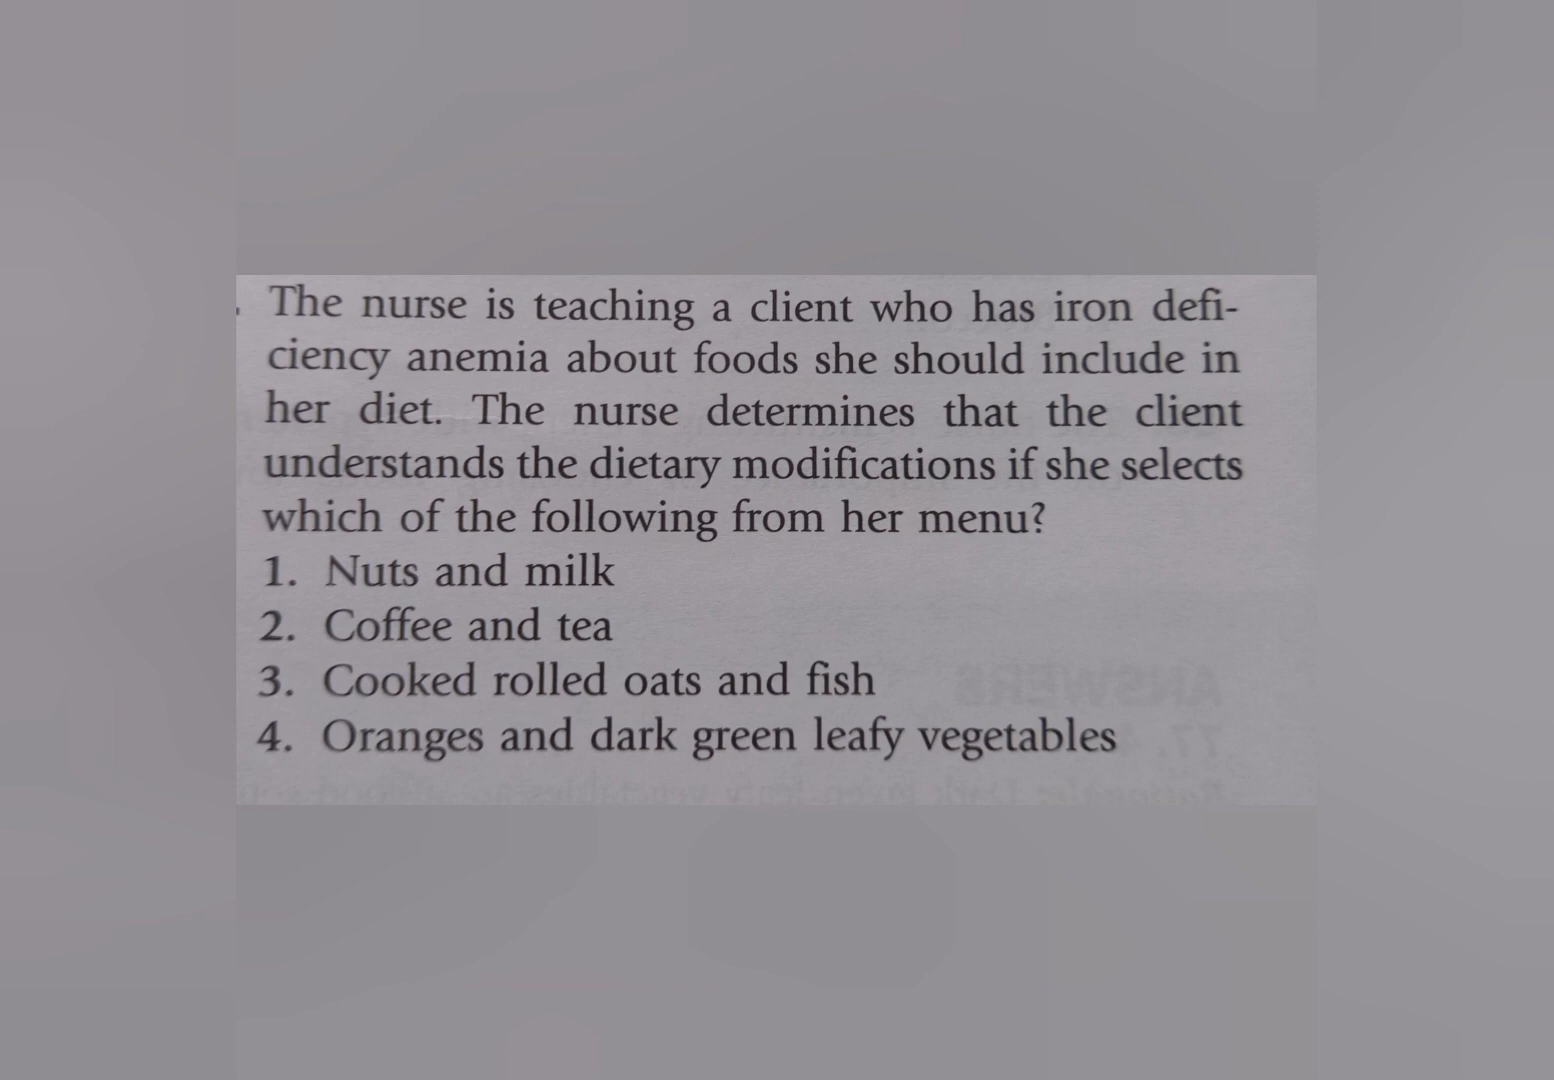 The nurse is teaching a client who has iron defi-
ciency anemia about foods she should include in
her diet. The nurse determines that the client
understands the dietary modifications if she selects
which of the following from her menu?
1. Nuts and milk
2. Coffee and tea
3. Cooked rolled oats and fish
4. Oranges and dark green leafy vegetables
ANSWERS
77.